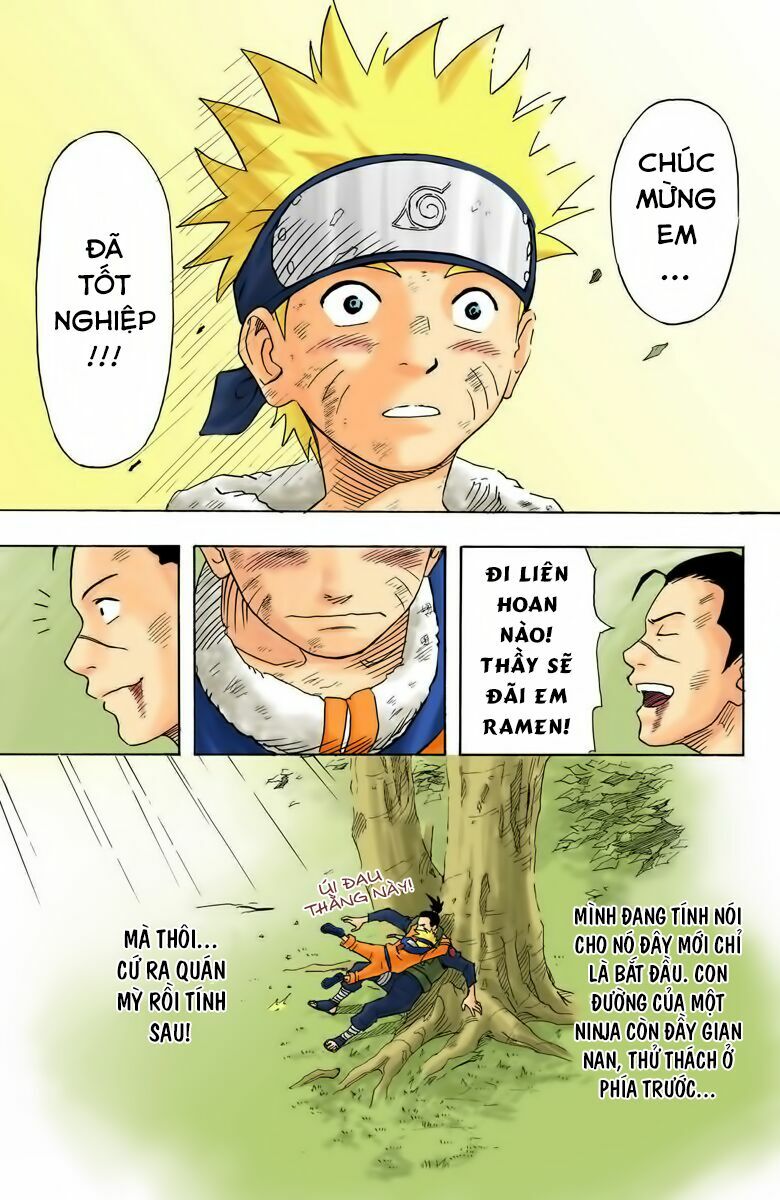 CHÚC
MỪNG
EM
...
ĐÃ
TỐT
NGHIỆP
!!!
ĐI LIÊN
HOAN
NÀO!
THẦY SẼ
ĐÃI EM
RAMEN!
ÚI ĐAU
THẰNG NÀY!
MÌNH ĐANG TÍNH NÓI
CHO NÓ ĐÂY MỚI CHỈ
LÀ BẮT ĐẦU. CON
ĐƯỜNG CỦA MỘT
NINJA CÒN ĐẦY GIAN
NAN, THỬ THÁCH Ở
PHÍA TRƯỚC...
MÀ THÔI...
CỨ RA QUÁN
MỲ RỒI TÍNH
SAU!